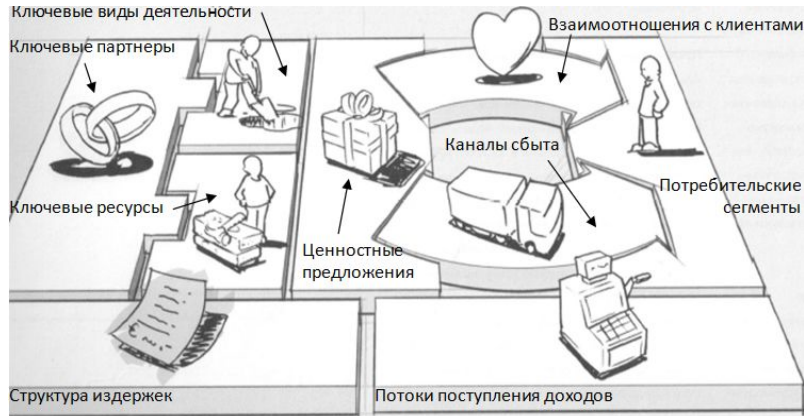 Ключевые виды деятельности
Ключевые партнеры
Взаимоотношения с клиентами
Каналы сбыта
Ключевые ресурсы
Потребительские
сегменты
Ценностные
предложения
Структура издержек
Потоки поступления доходов